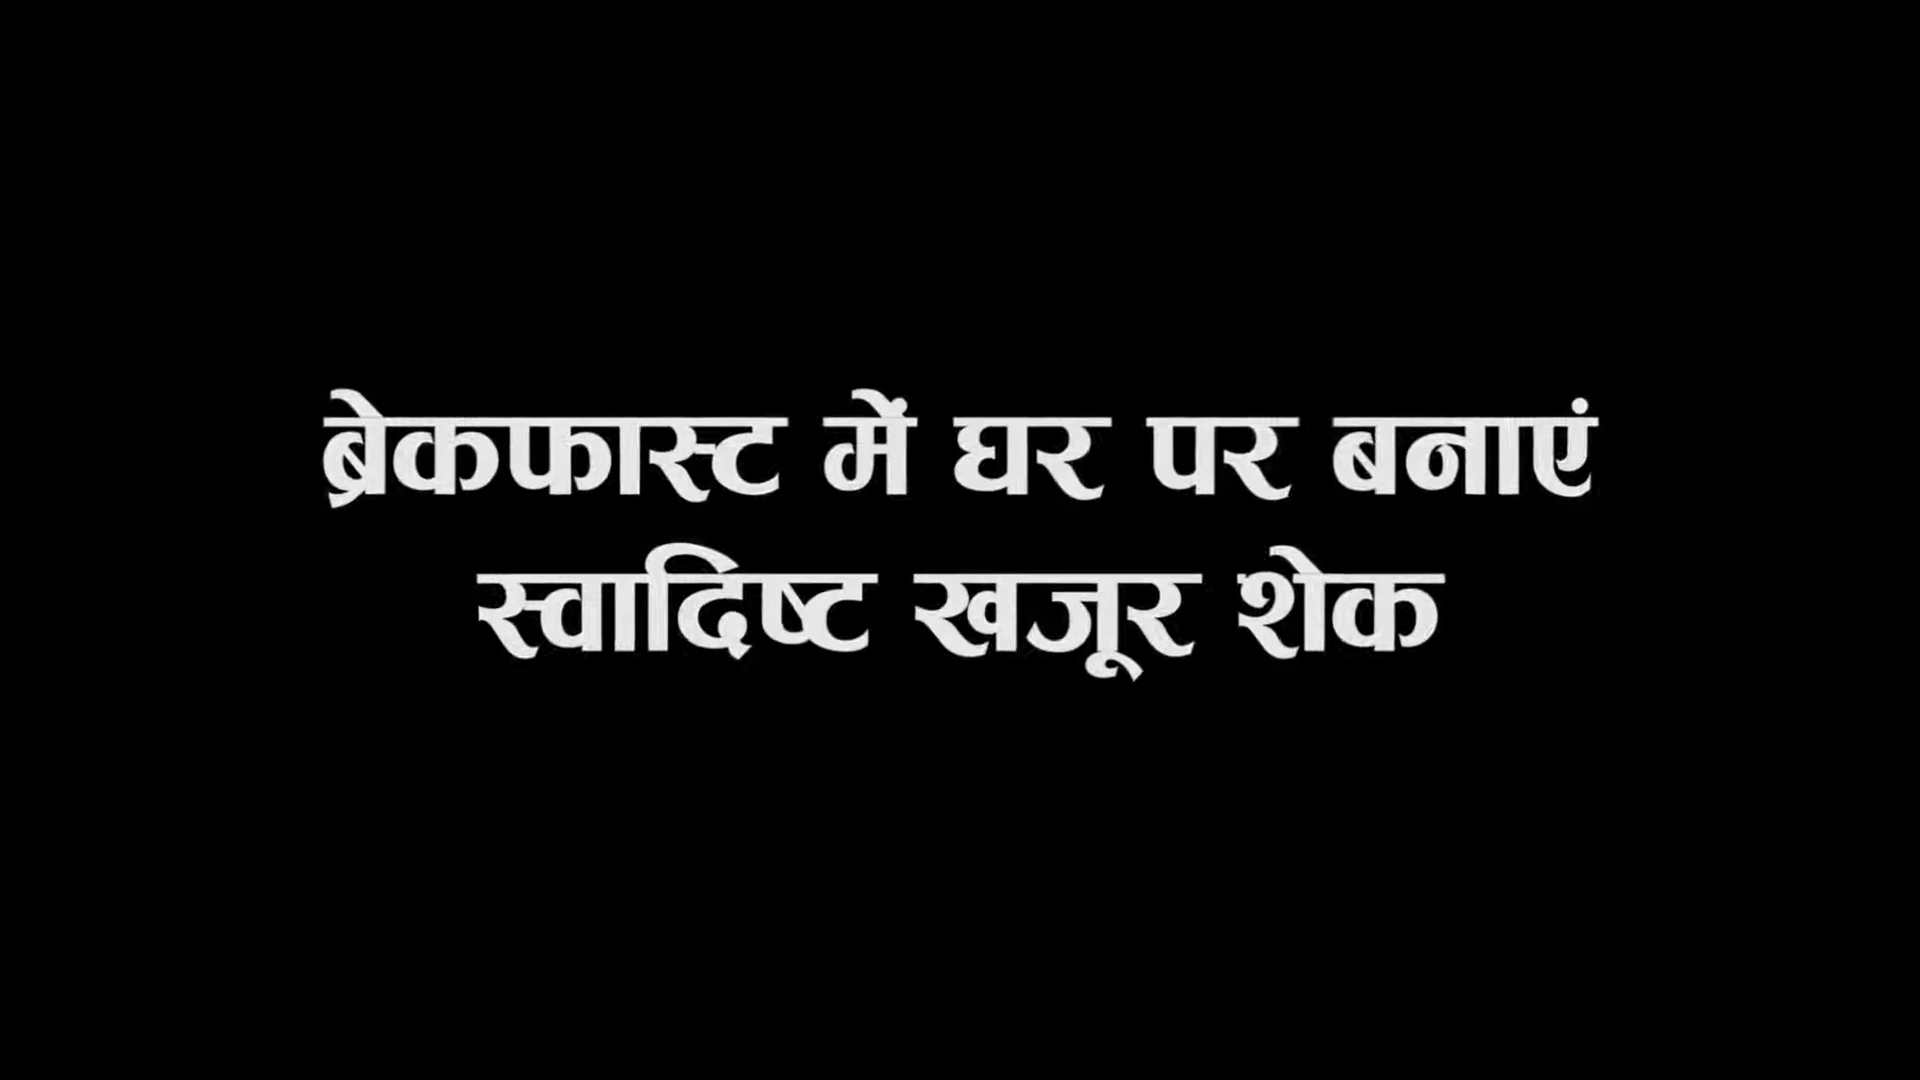 ब्रेकफास्ट में घर पर बनाएं
स्वादिष्ट खजूर शेक